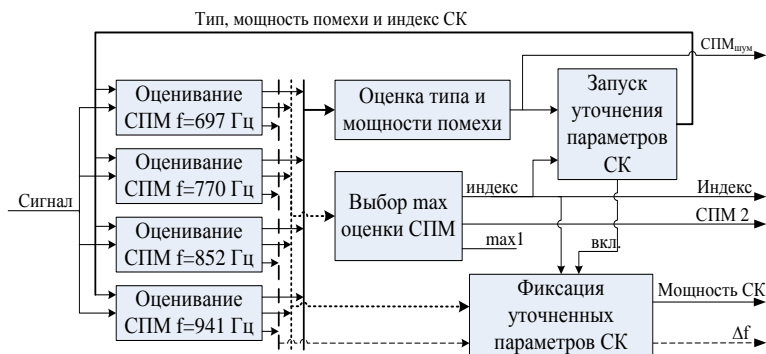 Тип, мощность помехи и индекс СК
СПМшум
Оценивание
СПМ f=697 Гц
Оценка типа и
мощности помехи
Запуск
уточнения
параметров
СК
Оценивание
СПМ f=770 Гц
Сигнал
Выбор max
оценки СПМ
индекс
Индекс
СПМ 2
max1
вкл.
Оценивание
СПМ f=852 Гц
Оценивание
СПМ f=941 Гц
Фиксация
уточненных
параметров СК
Мощность СК
Δf